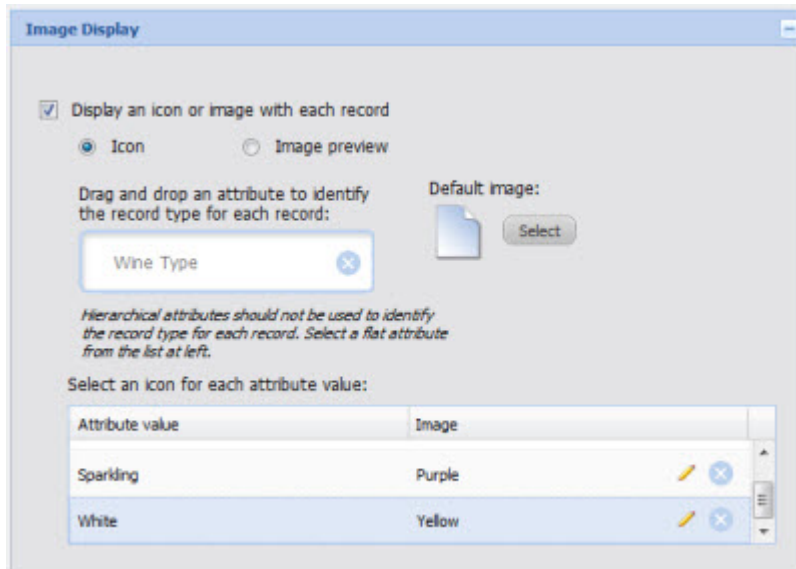 Image Display
Display an icon or image with each record
Icon Image preview
Drag and drop an attribute to identify
the record type for each record:
Default image:
Select
Wine Type
Hierarchical attributes should not be used to identify
the record type for each record. Select a flat attribute
from the list at left.
Select an icon for each attribute value:
Attribute value Image
Sparkling Purple
White Yellow